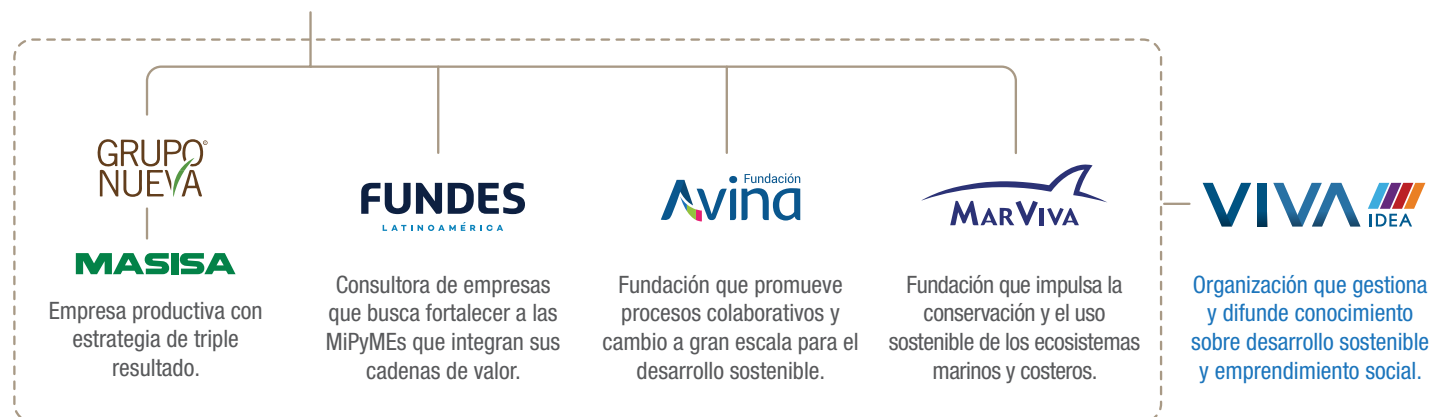 GRUPO®
NUEVA
MASISA
Empresa productiva con
estrategia de triple
resultado.
FUNDES
LATINOAMÉRICA
Consultora de empresas
que busca fortalecer a las
MiPyMEs que integran sus
cadenas de valor.
Fundación
Avina
Fundación que promueve
procesos colaborativos y
cambio a gran escala para el
desarrollo sostenible.
MARVIVA
Fundación que impulsa la
conservación y el uso
sostenible de los ecosistemas
marinos y costeros.
VIVA
IDEA
Organización que gestiona
y difunde conocimiento
sobre desarrollo sostenible
y emprendimiento social.